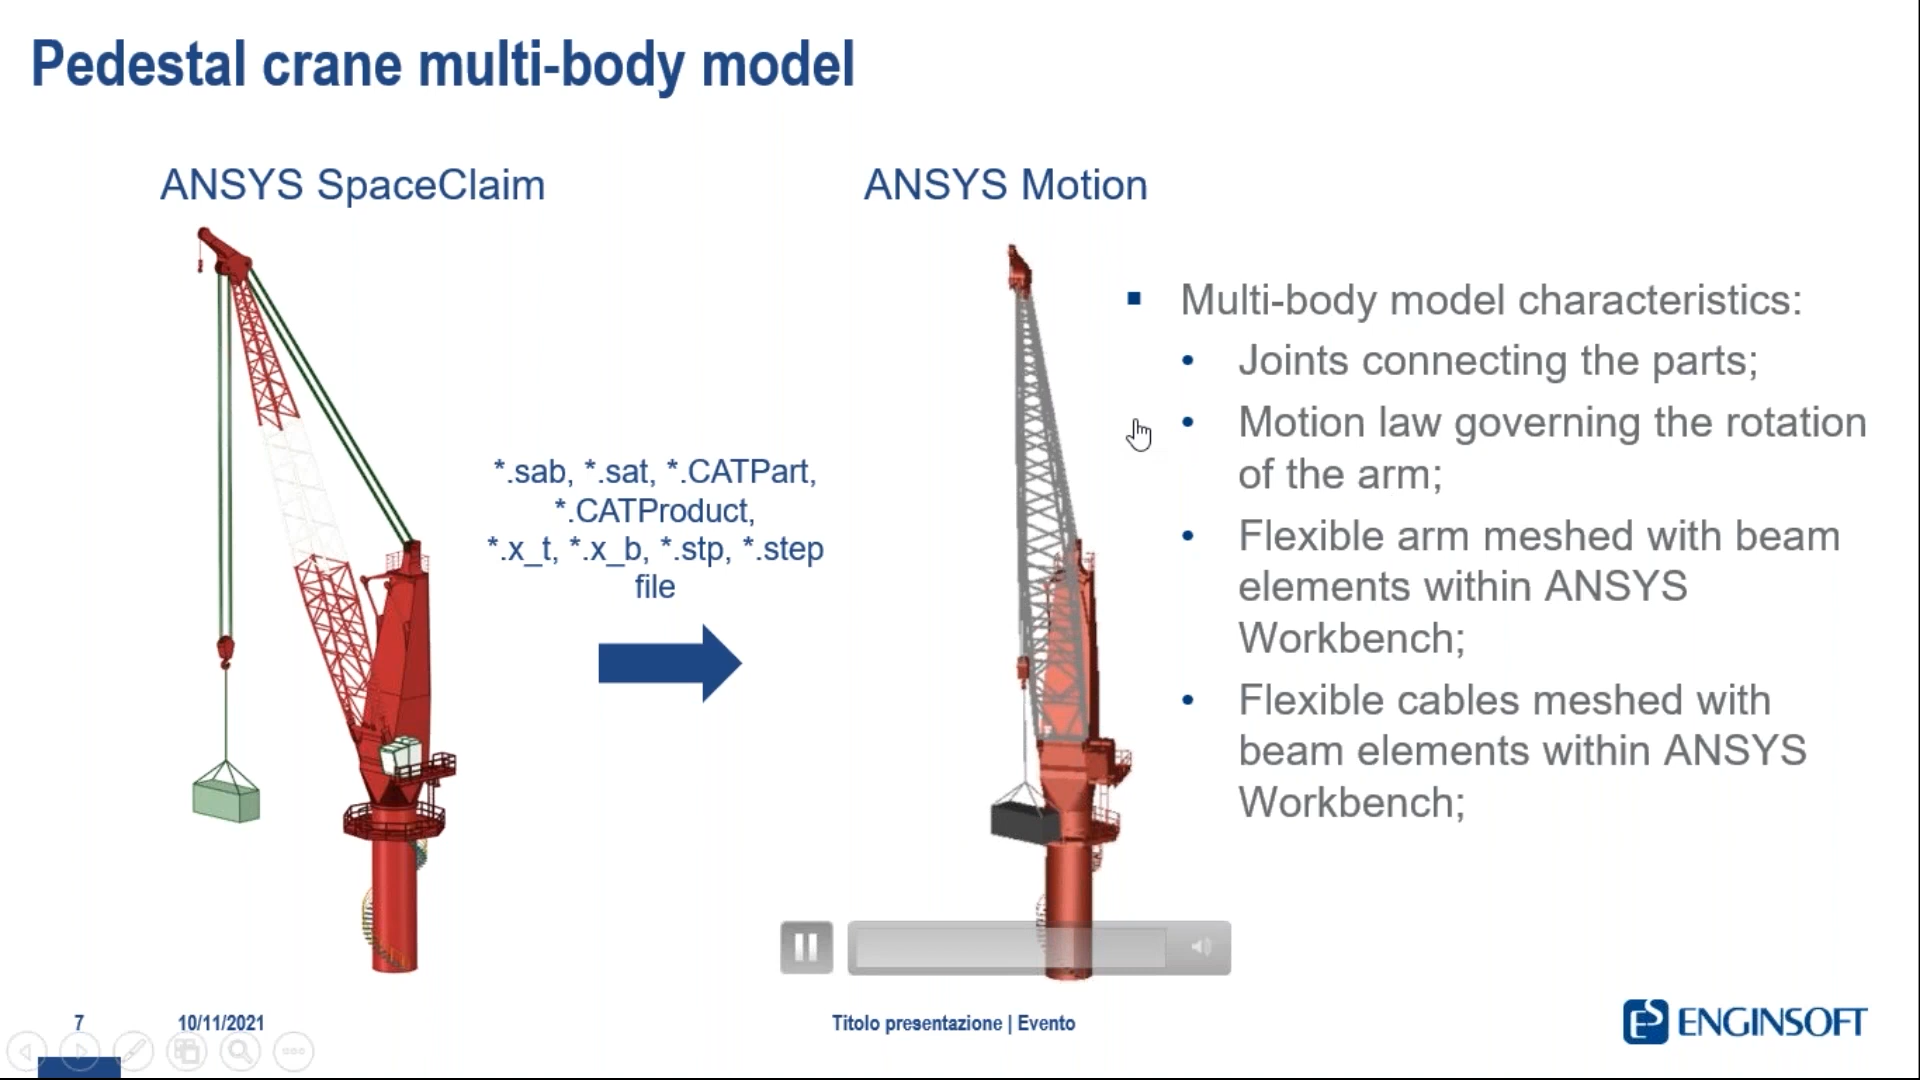 Pedestal crane multi-body model
ANSYS SpaceClaim
ANSYS Motion
*.sab, *.sat, *.CATPart,
*.CATProduct,
*.x_t, *.x_b, *.stp, *.step
file
▪ Multi-body model characteristics:
• Joints connecting the parts;
• Motion law governing the rotation
of the arm;
• Flexible arm meshed with beam
elements within ANSYS
Workbench;
• Flexible cables meshed with
beam elements within ANSYS
Workbench;
7
10/11/2021
Titolo presentazione | Evento
ENGINSOFT